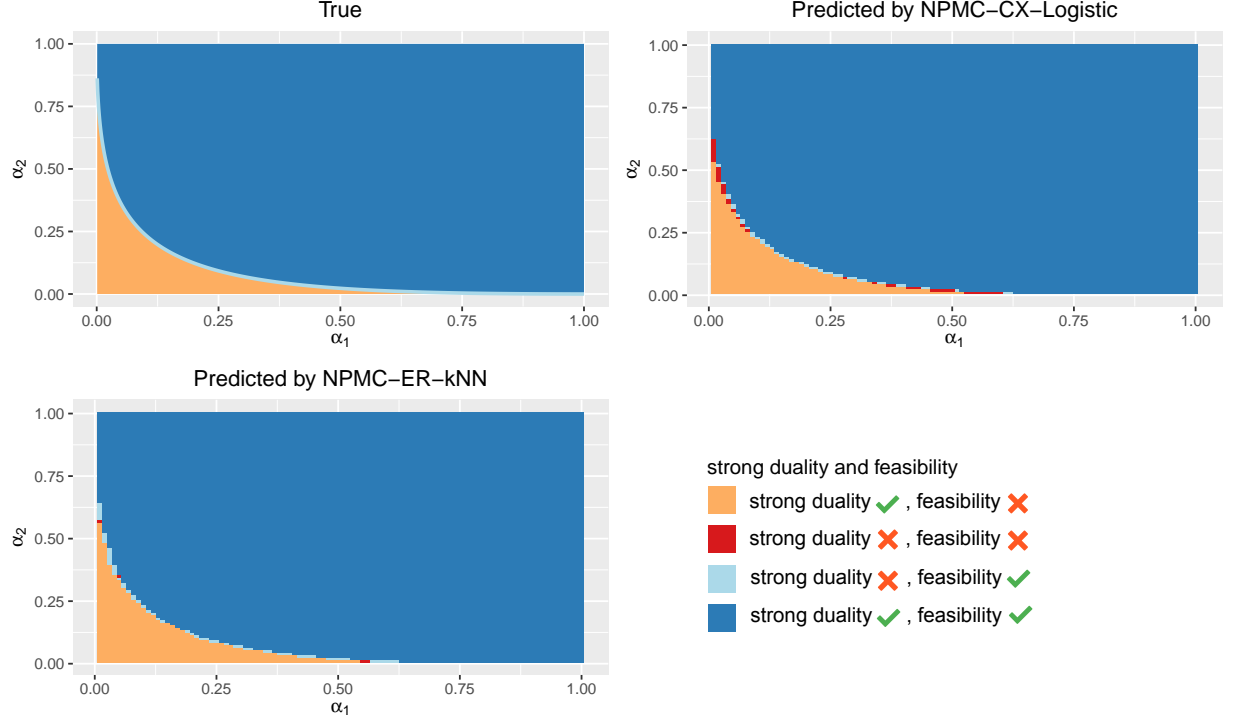 True
1.00
0.75
0.50
0.25
0.00
α2
0.00 0.25 0.50 0.75 1.00
α1
Predicted by NPMC−CX−Logistic
1.00
0.75
0.50
0.25
0.00
α2
0.00 0.25 0.50 0.75 1.00
α1
Predicted by NPMC−ER−kNN
1.00
0.75
0.50
0.25
0.00
α2
0.00 0.25 0.50 0.75 1.00
α1
strong duality and feasibility
strong duality ✓ , feasibility ✗
strong duality ✗ , feasibility ✗
strong duality ✗ , feasibility ✓
strong duality ✓ , feasibility ✓